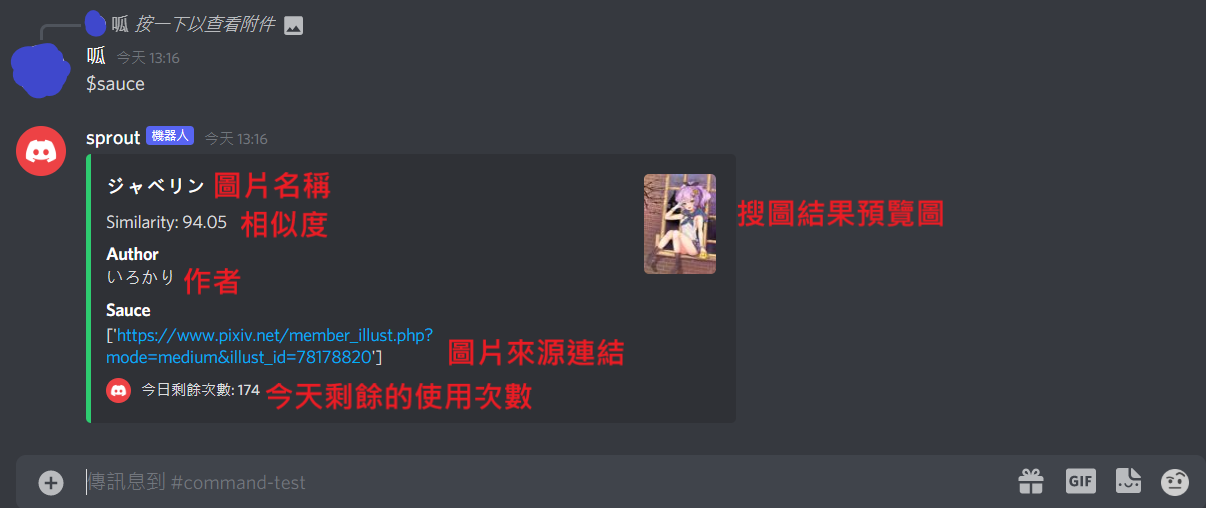 呱 按一下以查看附件
呱 今天 13:16
$sauce
sprout 機器人 今天 13:16
ジャベリン 圖片名稱
Similarity: 94.05 相似度
搜圖結果預覽圖
Author
いろかり 作者
Sauce
['https://www.pixiv.net/member_illust.php?
mode=medium&illust_id=78178820'] 圖片來源連結
今日剩餘次數: 174 今天剩餘的使用次數
傳訊息到 #command-test
GIF